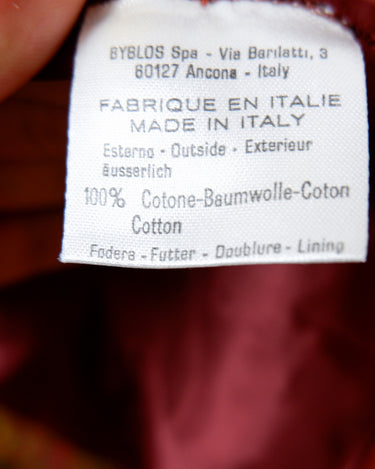 BYBLOS Spa - Via Barilatti, 3
60127 Ancona - Italy
FABRIQUE EN ITALIE
MADE IN ITALY
Esterno - Outside - Exterieur
äusserlich
100% Cotone-Baumwolle-Coton
Cotton
Fodera - Futter - Doublure - Lining